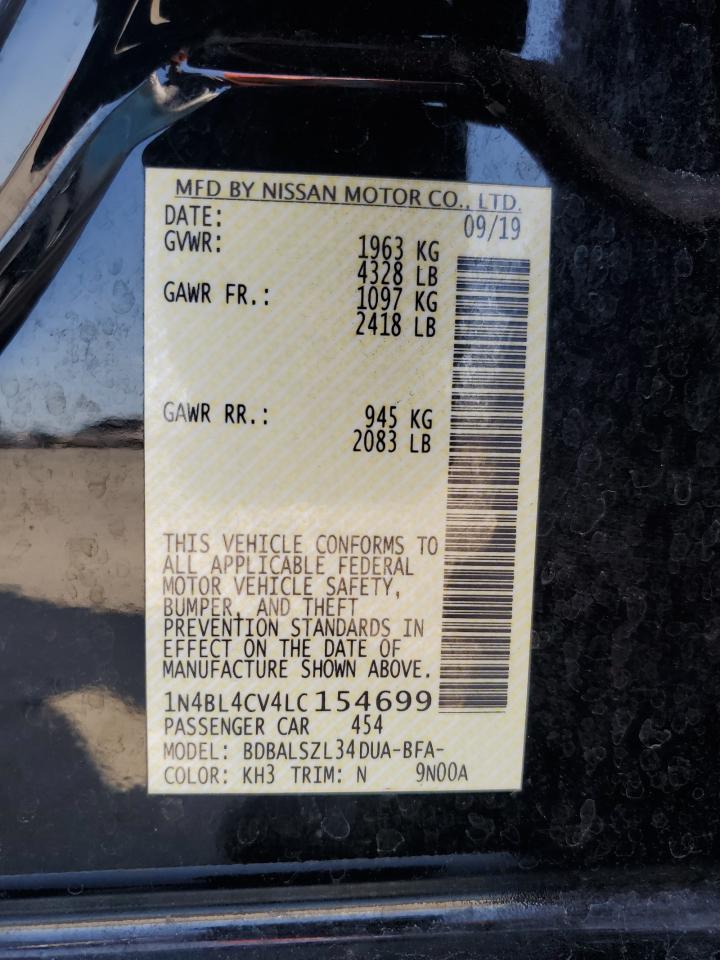 MFD BY NISSAN MOTOR CO., LTD.
DATE: 09/19
GVWR: 1963 KG
4328 LB
GAWR FR.: 1097 KG
2418 LB
GAWR RR.: 945 KG
2083 LB
THIS VEHICLE CONFORMS TO
ALL APPLICABLE FEDERAL
MOTOR VEHICLE SAFETY,
BUMPER, AND THEFT
PREVENTION STANDARDS IN
EFFECT ON THE DATE OF
MANUFACTURE SHOWN ABOVE.
1N4BL4CV4LC154699
PASSENGER CAR 454
MODEL: BDBALSZL34DUA-BFA-
COLOR: KH3 TRIM: N 9N00A